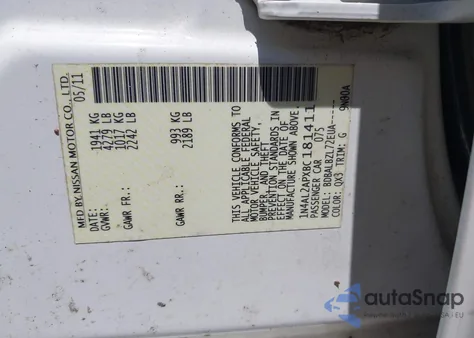 MFD BY NISSAN MOTOR CO., LTD.
DATE: 05/11
GVWR: 1941 KG
4279 LB
GAWR FR: 1017 KG
2242 LB
GAWR RR: 993 KG
2189 LB
THIS VEHICLE CONFORMS TO
ALL APPLICABLE FEDERAL
MOTOR VEHICLE SAFETY,
BUMPER, AND THEFT
PREVENTION STANDARDS IN
EFFECT ON THE DATE OF
MANUFACTURE SHOWN ABOVE.
1N4AL2APXBC181411
PASSENGER CAR 075
MODEL: BDBALBZL72EUA
COLOR: QX3 TRIM: G
autoSnap